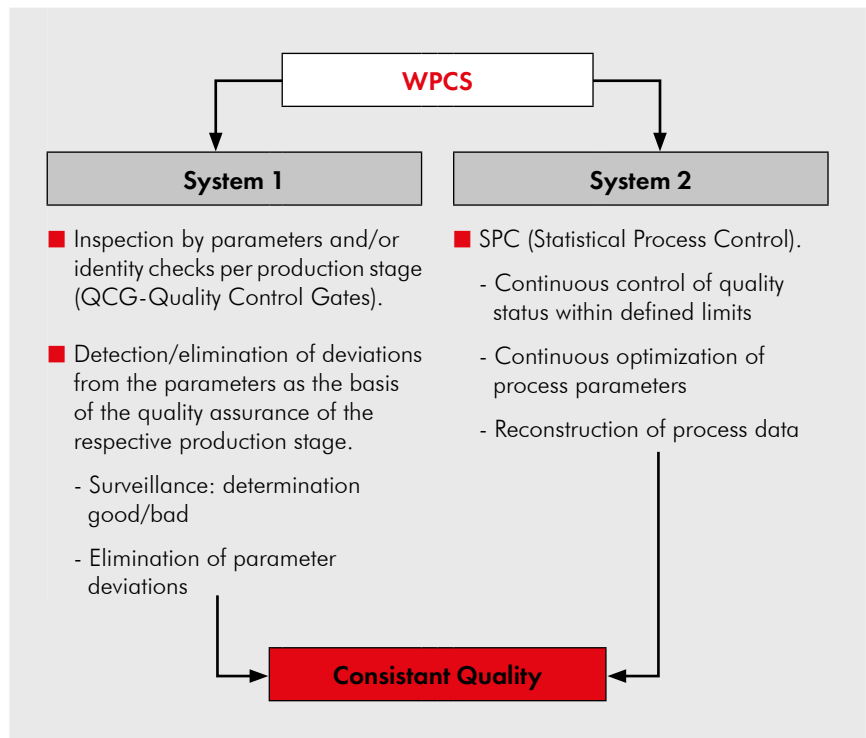 WPCS
System 1
■ Inspection by parameters and/or
identity checks per production stage
(QCG-Quality Control Gates).
■ Detection/elimination of deviations
from the parameters as the basis
of the quality assurance of the
respective production stage.
- Surveillance: determination
good/bad
- Elimination of parameter
deviations
System 2
■ SPC (Statistical Process Control).
- Continuous control of quality
status within defined limits
- Continuous optimization of
process parameters
- Reconstruction of process data
Consistant Quality